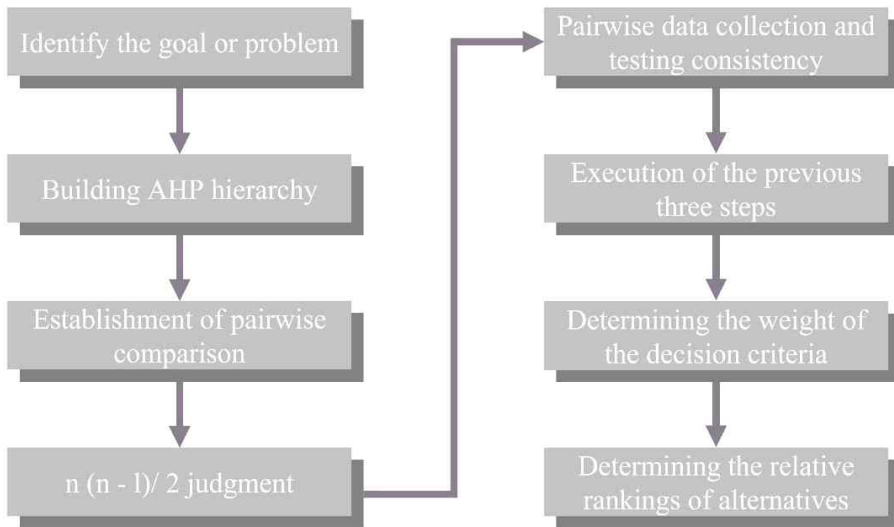 Identify the goal or problem
Building AHP hierarchy
Establishment of pairwise
comparison
n (n - l)/ 2 judgment
Pairwise data collection and
testing consistency
Execution of the previous
three steps
Determining the weight of
the decision criteria
Determining the relative
rankings of alternatives